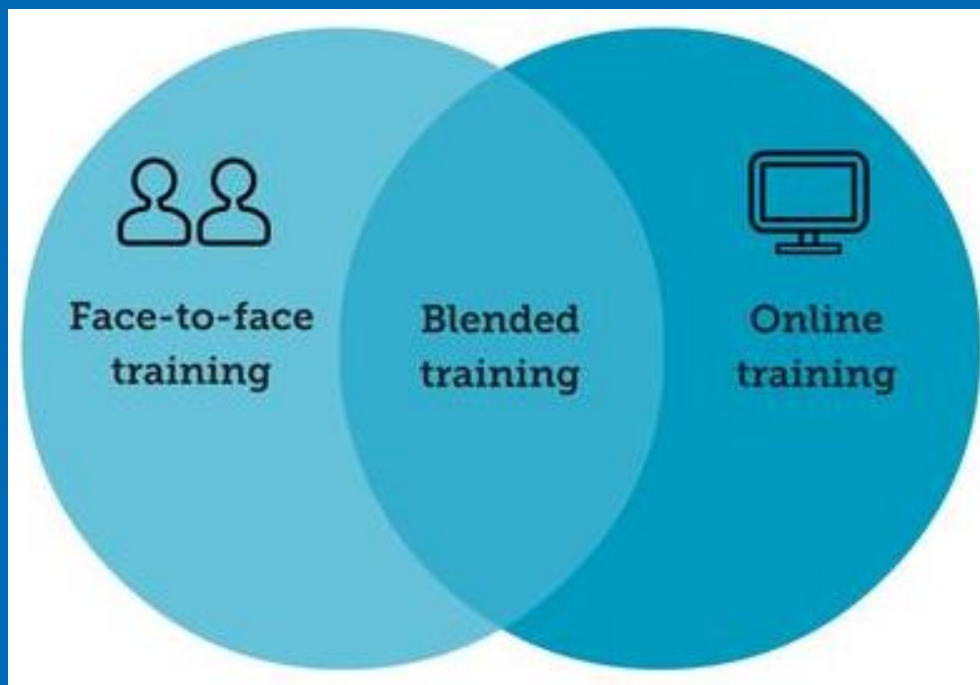 Face-to-face
training
Blended
training
Online
training